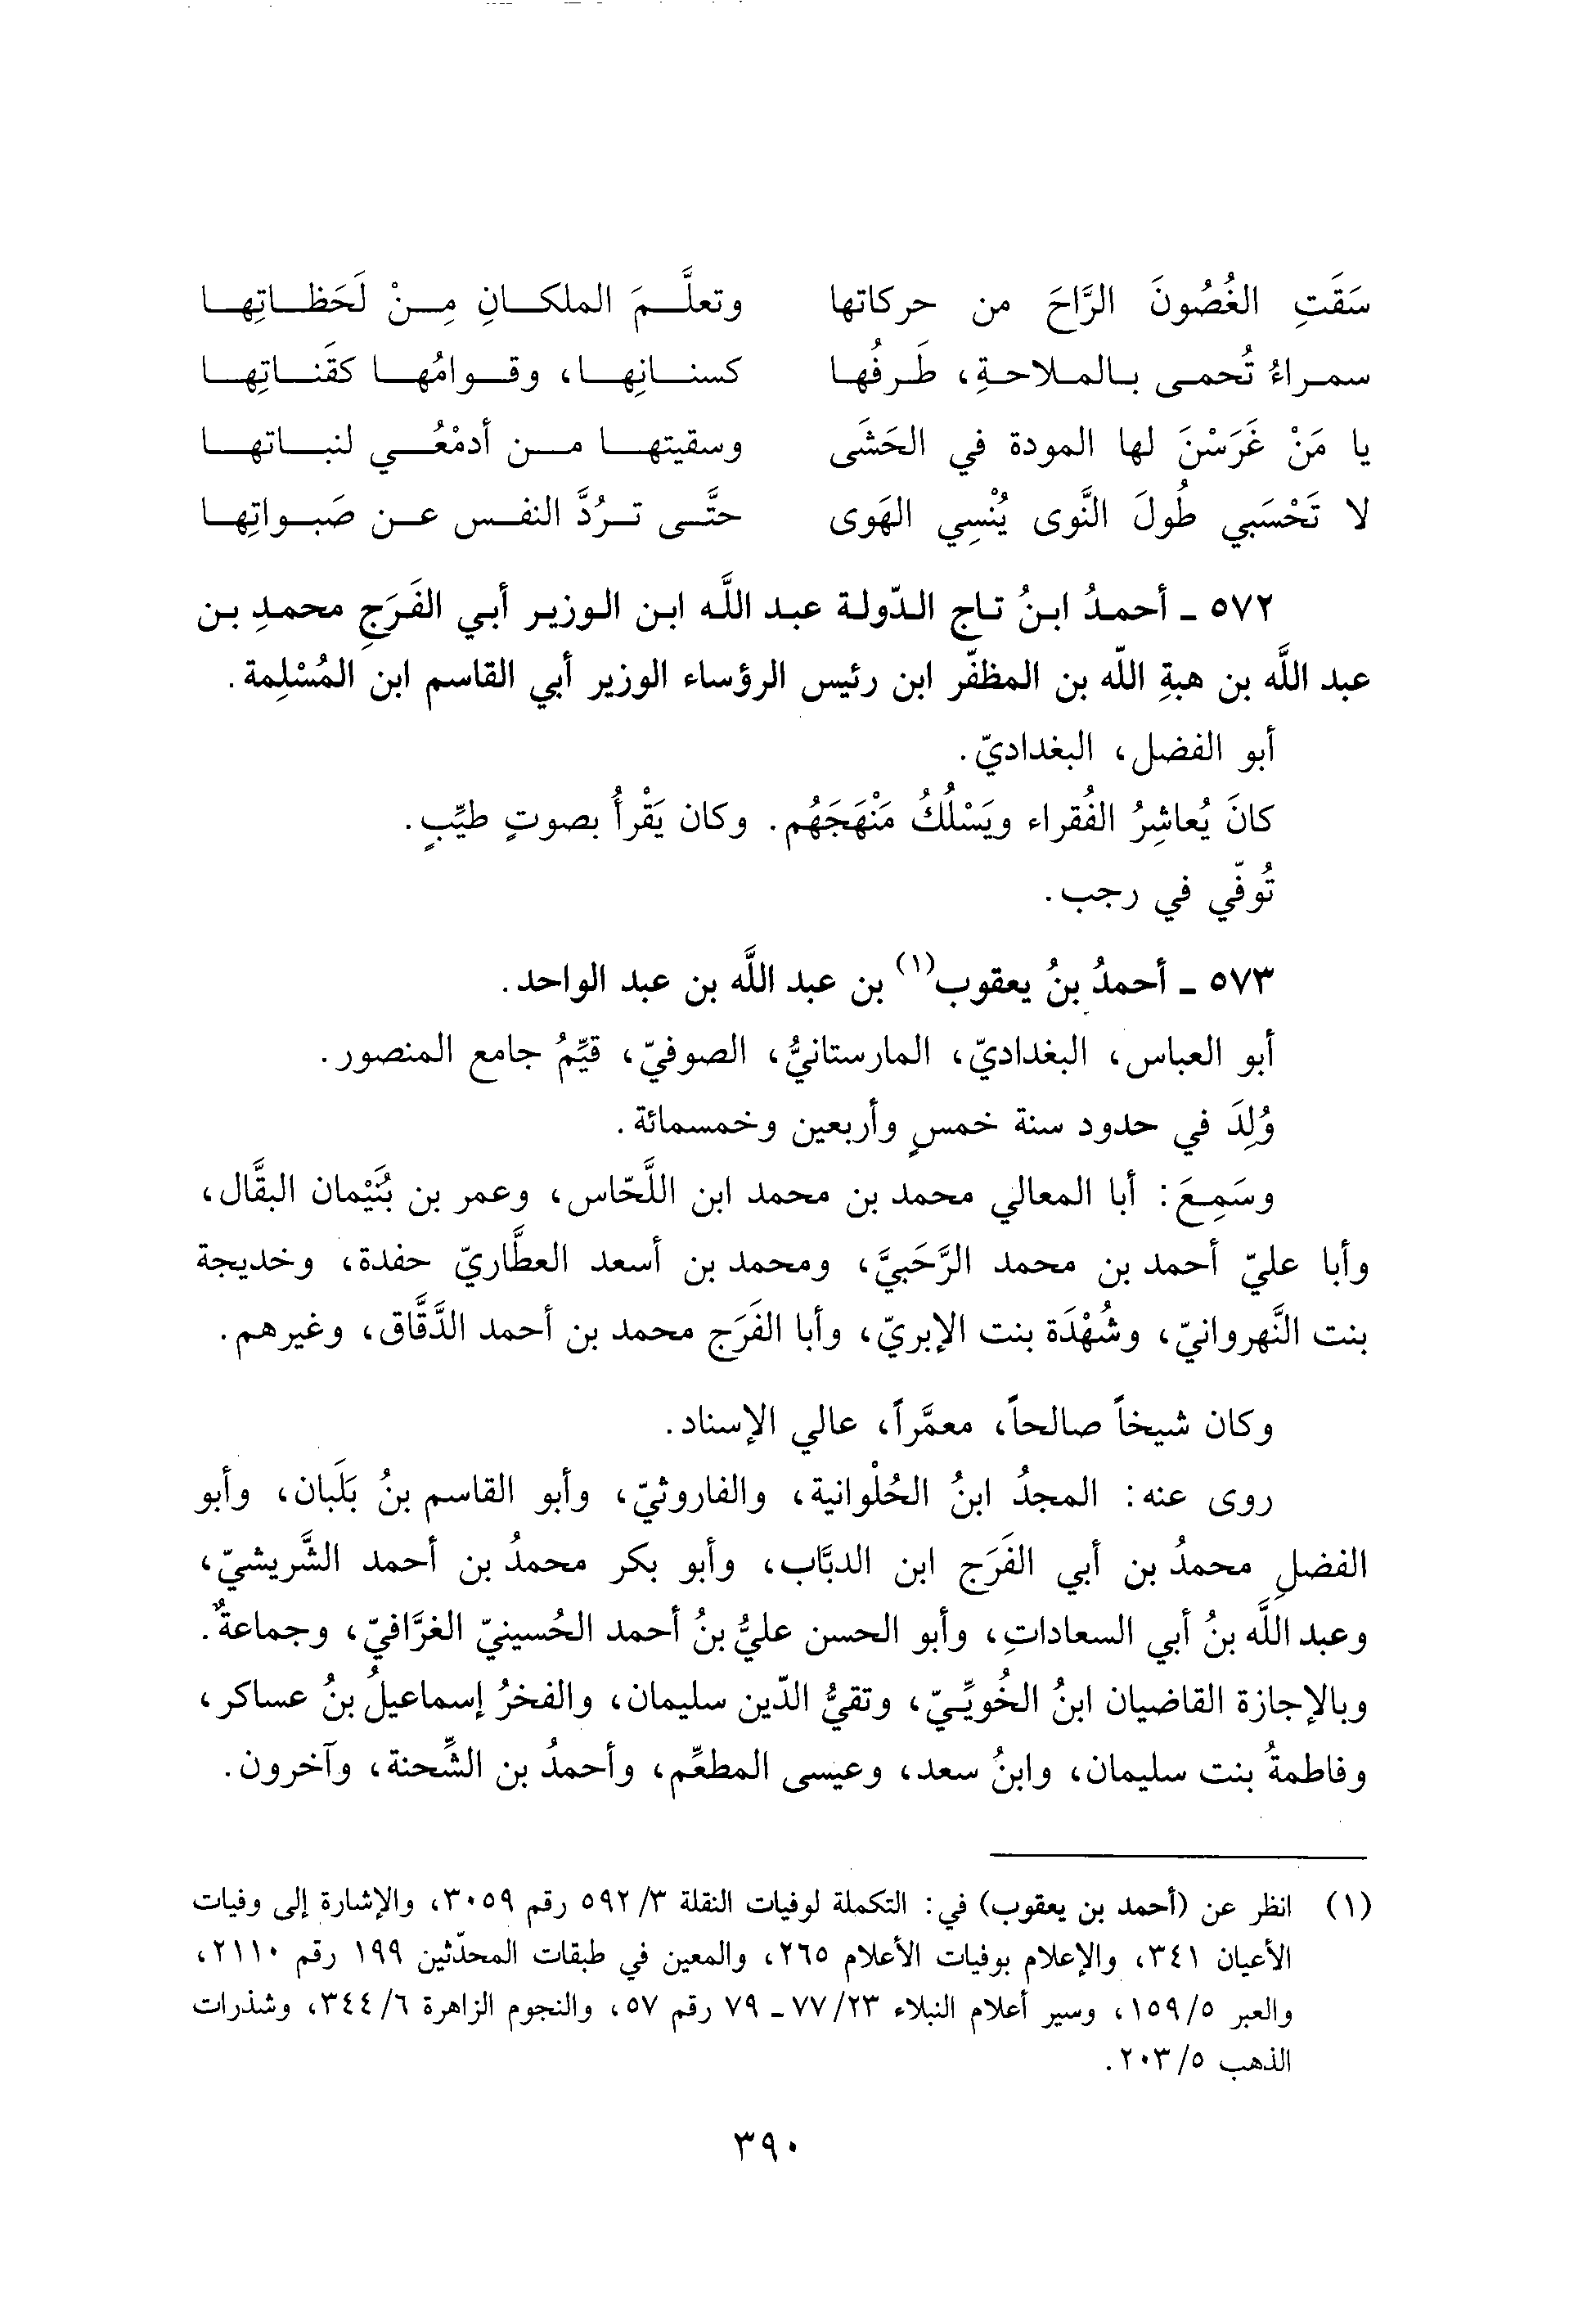 سَقَتِ الغُصُونَ الرَّاحَ من حركاتها وتعلَّمَ الملكانِ مِنْ لَحَظاتِها
سمراءُ تُحمى بالملاحةِ، طَرفُها كسنانِها، وقوامُها كقَناتِها
يا مَنْ غَرَسْنَ لها المودة في الحَشَى وسقيتها من أدمْعُي لنباتها
لا تَحْسَبي طُولَ النَّوى يُنْسِي الهَوى حتَّى تردُّ النفس عن صَبواتِها
٥٧٢ - أحمدُ ابنُ تاج الدّولة عبد اللَّه ابن الوزير أبي الفَرَجِ محمدِ بن
عبد اللَّه بن هبةِ اللّه بن المظفّر ابن رئيس الرؤساء الوزير أبي القاسم ابن المُسْلِمة.
أبو الفضل، البغداديّ.
كانَ يُعاشِرُ الفُقراء ويَسْلُكُ مَنْهَجَهُم. وكان يَقْرأُ بصوتٍ طيِّبٍ.
تُوفّي في رجب.
٥٧٣ - أحمدُ بنُ يعقوب(١) بن عبد اللَّه بن عبد الواحد.
أبو العباس، البغداديّ، المارستانيُّ، الصوفيّ، قيِّمُ جامع المنصور.
وُلِدَ في حدود سنة خمسٍ وأربعين وخمسمائة.
وسَمِعَ: أبا المعالي محمد بن محمد ابن اللَّحّاس، وعمر بن بُنَيْمان البقَّال،
وأبا عليّ أحمد بن محمد الرَّحَبيَّ، ومحمد بن أسعد العطَّاريّ حفدة، وخديجة
بنت النَّهروانيّ، وشُهْدَة بنت الإبريّ، وأبا الفَرَج محمد بن أحمد الدَّقَّاق، وغيرهم.
وكان شيخاً صالحاً، معمَّراً، عالي الإسناد.
روى عنه: المجدُ ابنُ الحُلْوانية، والفاروثيّ، وأبو القاسم بنُ بَلَبان، وأبو
الفضلِ محمدُ بن أبي الفَرَج ابن الدبَّاب، وأبو بكر محمدُ بن أحمد الشَّريشيّ،
وعبد اللَّه بنُ أبي السعاداتِ، وأبو الحسن عليُّ بنُ أحمد الحُسينيّ الغرَّافيّ، وجماعةٌ.
وبالإجازة القاضيان ابنُ الخُويِّيّ، وتقيُّ الدّين سليمان، والفخرُ إسماعيلُ بنُ عساكر،
وفاطمةُ بنت سليمان، وابنُ سعد، وعيسى المطعِّم، وأحمدُ بن الشِّحنة، وآخرون.
(١) انظر عن (أحمد بن يعقوب) في: التكملة لوفيات النقلة ٣/ ٥٩٢ رقم ٣٠٥٩، والإشارة إلى وفيات
الأعيان ٣٤١، والإعلام بوفيات الأعلام ٢٦٥، والمعين في طبقات المحدّثين ١٩٩ رقم ٢١١٠،
والعبر ٥/ ١٥٩، وسير أعلام النبلاء ٢٣/ ٧٧ - ٧٩ رقم ٥٧، والنجوم الزاهرة ٦/ ٣٤٤، وشذرات
الذهب ٥/ ٢٠٣.
٣٩٠